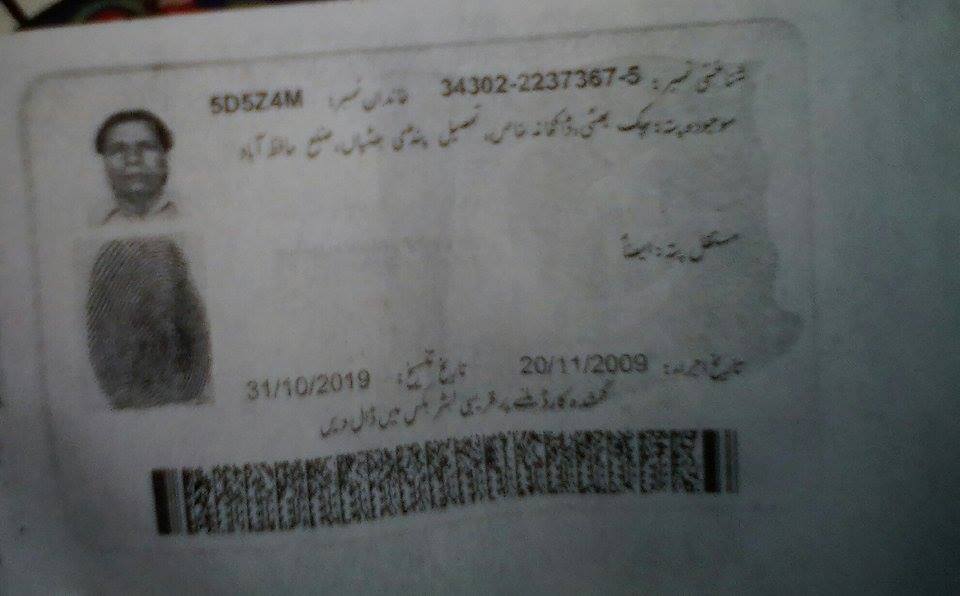 شناختی نمبر: 34302-2237367-5 خاندان نمبر: 5D5Z4M
موجودہ پتہ: چک بھٹی، ڈاکخانہ خاص، تحصیل پنڈی بھٹیاں، ضلع حافظ آباد
مستقل پتہ: ایضاً
تاریخ اجراء: 20/11/2009 تاریخ تنسیخ: 31/10/2019
گمشدہ کارڈ ملنے پر قریبی لیٹر بکس میں ڈال دیں